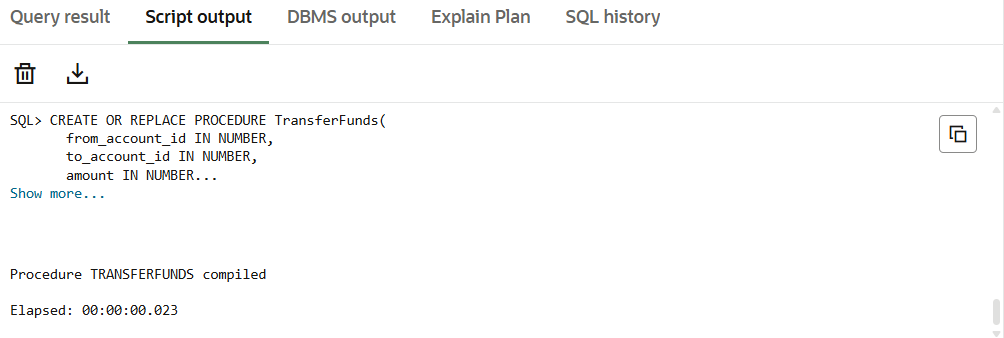 Query result Script output DBMS output Explain Plan SQL history
SQL> CREATE OR REPLACE PROCEDURE TransferFunds(
from_account_id IN NUMBER,
to_account_id IN NUMBER,
amount IN NUMBER...
Show more...
Procedure TRANSFERFUNDS compiled
Elapsed: 00:00:00.023